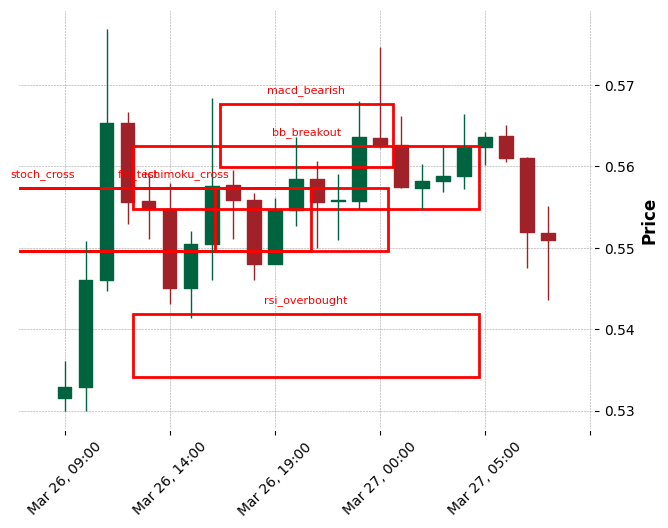 macd_bearish
0.57
bb_breakout
0.56
stoch_cross
ichimoku_cross
Price
0.55
rsi_overbought
0.54
0.53
Mar 26, 09:00
Mar 26, 14:00
Mar 26, 19:00
Mar 27, 00:00
Mar 27, 05:00